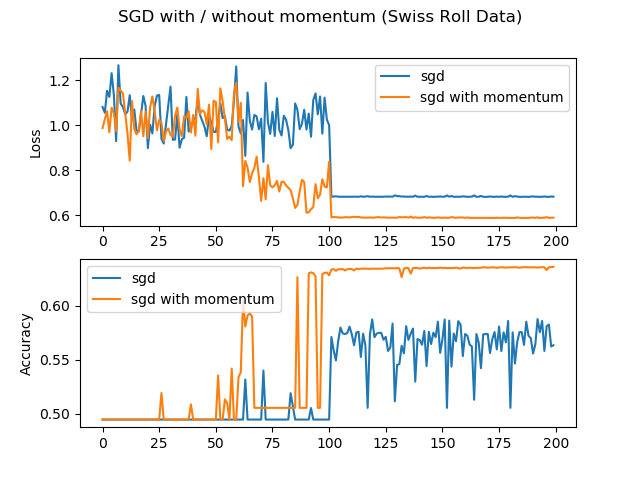 SGD with / without momentum (Swiss Roll Data)
Loss
1.2
1.0
0.8
0.6
sgd
sgd with momentum
0 25 50 75 100 125 150 175 200
Accuracy
0.60
0.55
0.50
sgd
sgd with momentum
0 25 50 75 100 125 150 175 200